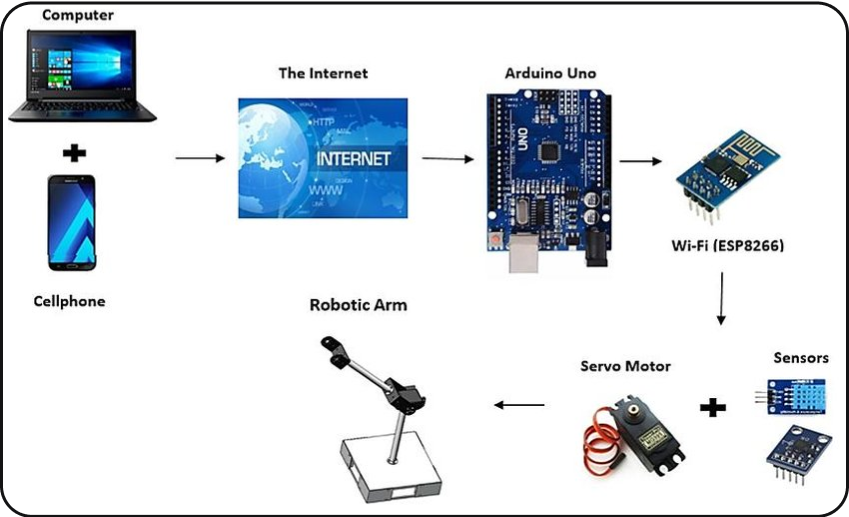 Computer
The Internet
Arduino Uno
HTTP
INTERNET
WWW
UNO
Wi-Fi (ESP8266)
Cellphone
Robotic Arm
Servo Motor
Sensors